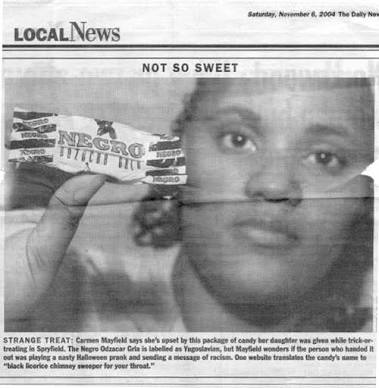 Saturday, November 6, 2004 The Daily New
LOCALNews
NOT SO SWEET
NEGRO
NEGRO
NEGRO
NEGRO
NEGRO
STRANGE TREAT: Carmen Mayfield says she's upset by this package of candy her daughter was given while trick-or-
treating in Spryfield. The Negro Odzacar Grla is labelled as Yugoslavian, but Mayfield wonders if the person who handed it
out was playing a nasty Halloween prank and sending a message of racism. One website translates the candy's name to
"black licorice chimney sweeper for your throat."